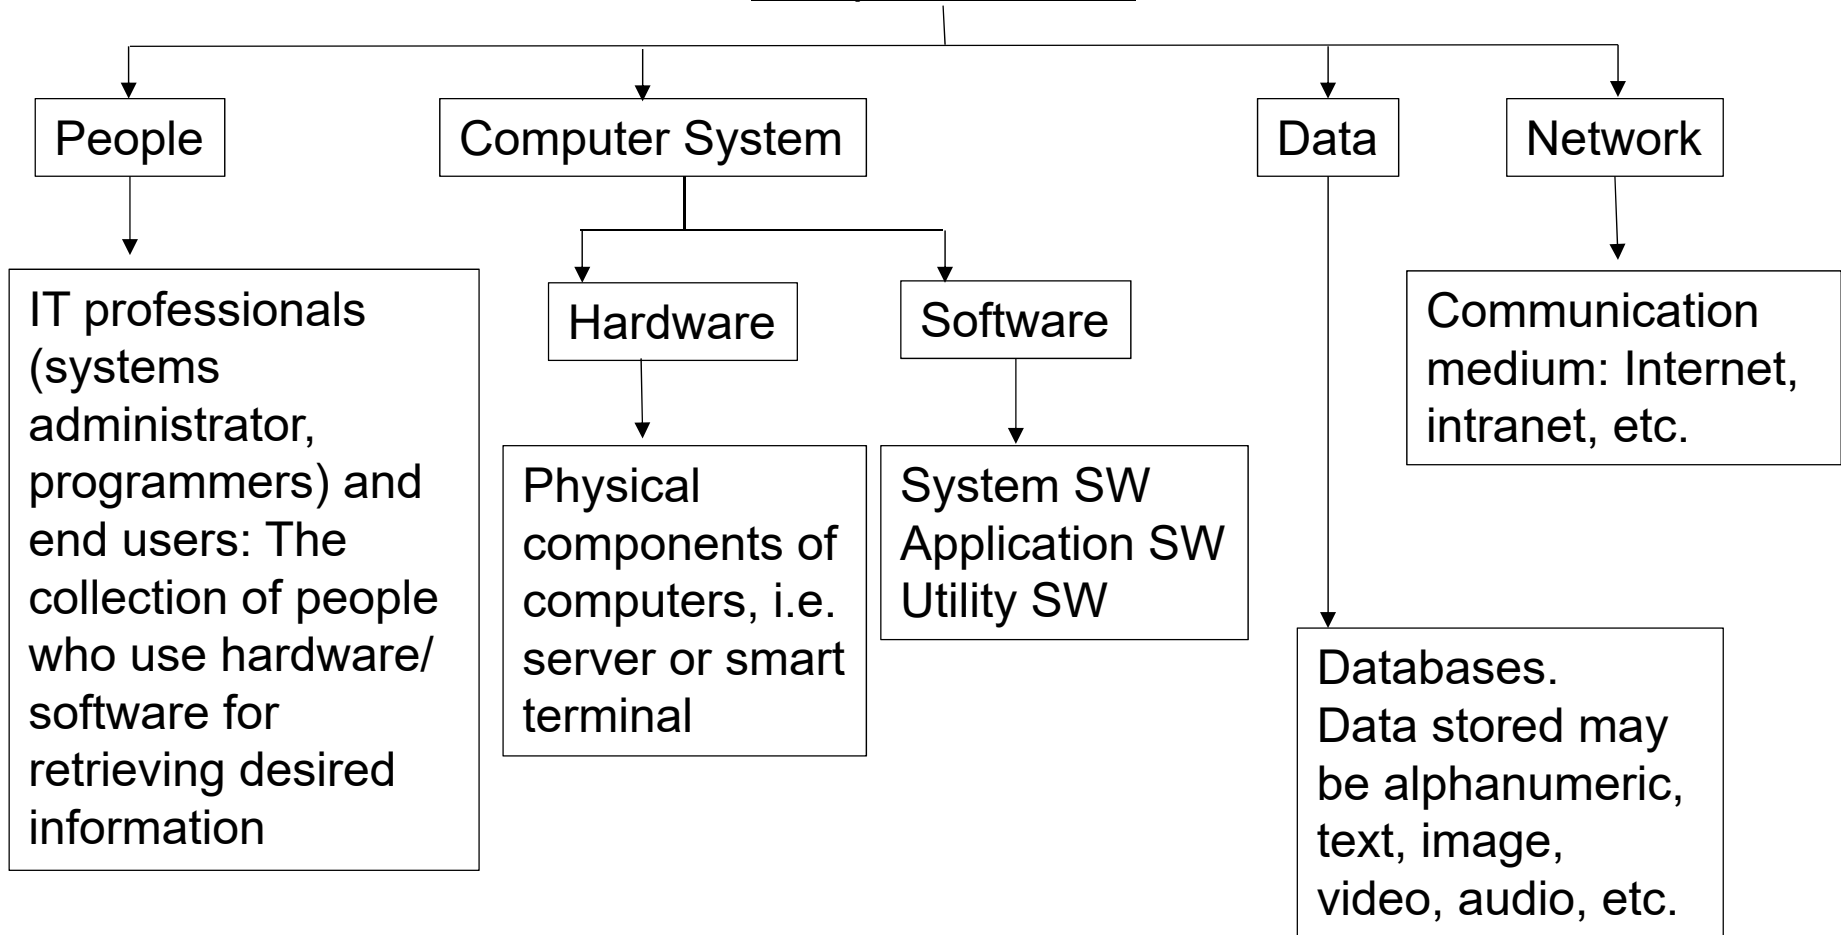 People
Computer System
Data
Network
IT professionals
(systems
administrator,
programmers) and
end users: The
collection of people
who use hardware/
software for
retrieving desired
information
Hardware
Software
Physical
components of
computers, i.e.
server or smart
terminal
System SW
Application SW
Utility SW
Communication
medium: Internet,
intranet, etc.
Databases.
Data stored may
be alphanumeric,
text, image,
video, audio, etc.